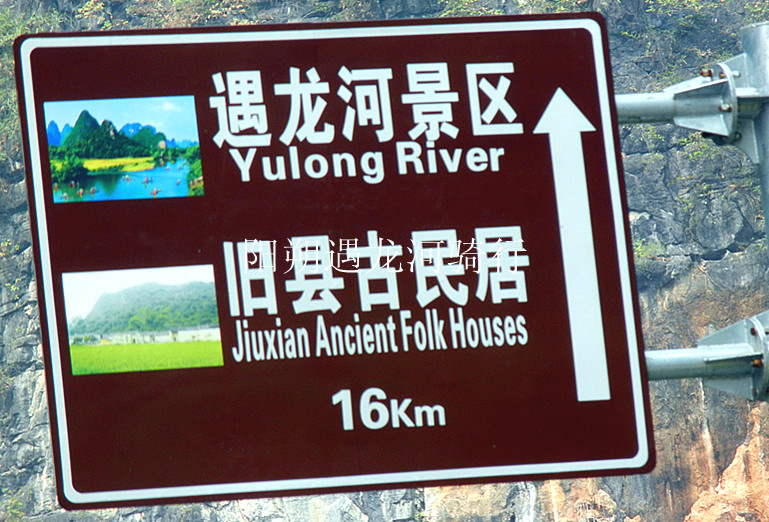 遇龙河景区
Yulong River
阳朔遇龙河骑行
旧县古民居
Jiuxian Ancient Folk Houses
16Km